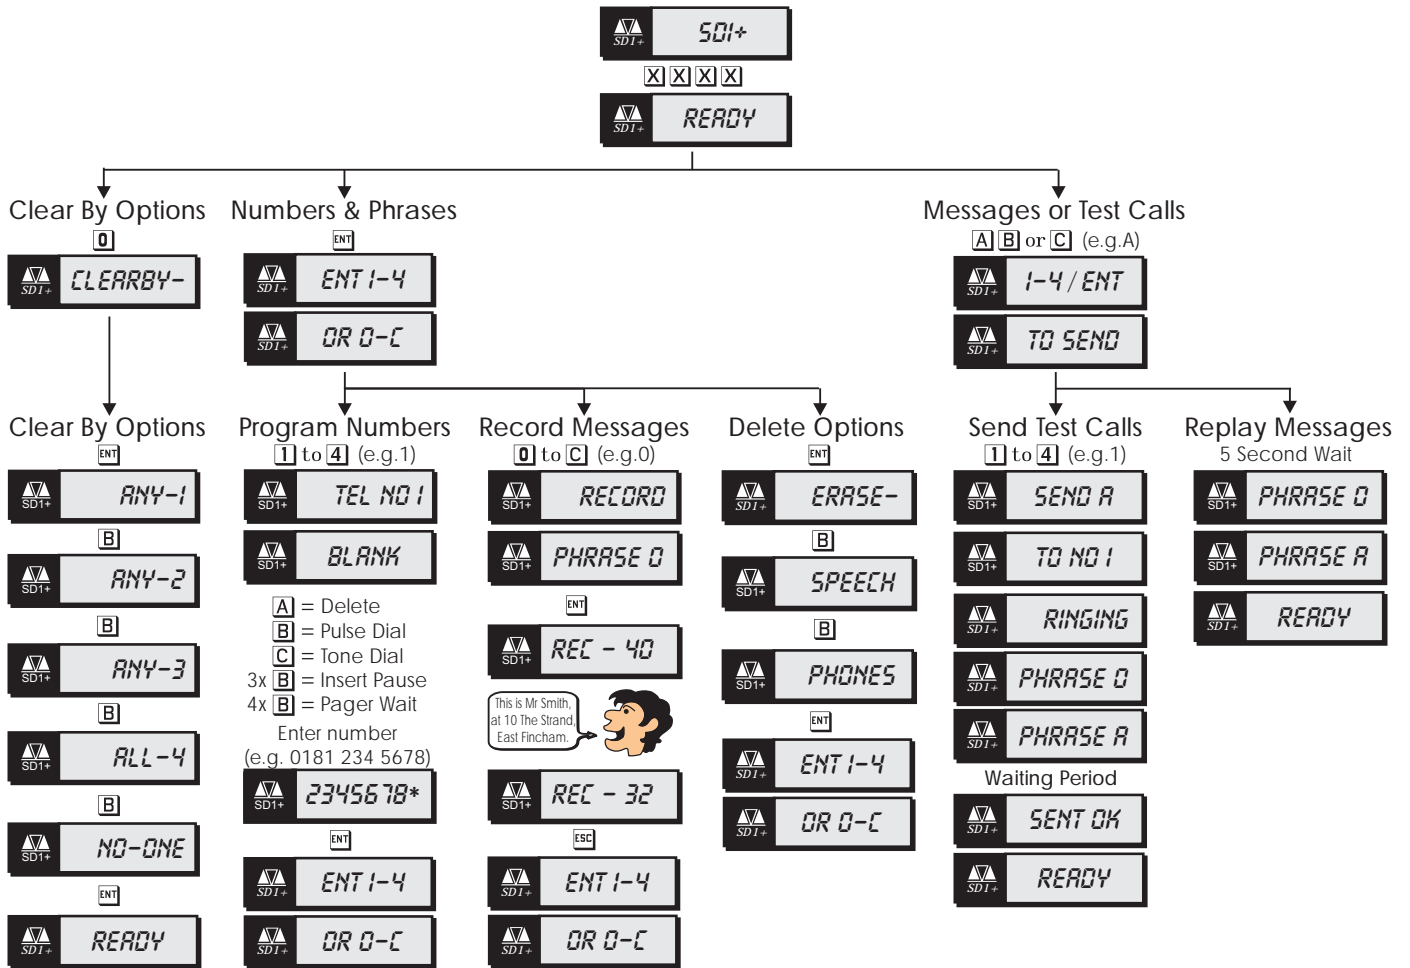 SD1+
SD1+
X X X X
SD1+
READY
Clear By Options
0
SD1+
CLEARBY-
Clear By Options
ENT
SD1+
ANY-1
B
SD1+
ANY-2
B
SD1+
ANY-3
B
SD1+
ALL-4
B
SD1+
NO-ONE
ENT
SD1+
READY
Numbers & Phrases
ENT
SD1+
ENT 1-4
SD1+
OR 0-C
Program Numbers
1 to 4 (e.g.1)
SD1+
TEL NO 1
SD1+
BLANK
A = Delete
B = Pulse Dial
C = Tone Dial
3x B = Insert Pause
4x B = Pager Wait
Enter number
(e.g. 0181 234 5678)
SD1+
2345678*
ENT
SD1+
ENT 1-4
SD1+
OR 0-C
Record Messages
0 to C (e.g.0)
SD1+
RECORD
SD1+
PHRASE 0
ENT
SD1+
REC - 40
This is Mr Smith,
at 10 The Strand,
East Fincham.
SD1+
REC - 32
ESC
SD1+
ENT 1-4
SD1+
OR 0-C
Delete Options
ENT
SD1+
ERASE-
B
SD1+
SPEECH
B
SD1+
PHONES
ENT
SD1+
ENT 1-4
SD1+
OR 0-C
Messages or Test Calls
A B or C (e.g.A)
SD1+
1-4 / ENT
SD1+
TO SEND
Send Test Calls
1 to 4 (e.g.1)
SD1+
SEND A
SD1+
TO NO 1
SD1+
RINGING
SD1+
PHRASE 0
SD1+
PHRASE A
Waiting Period
SD1+
SENT OK
SD1+
READY
Replay Messages
5 Second Wait
SD1+
PHRASE 0
SD1+
PHRASE A
SD1+
READY